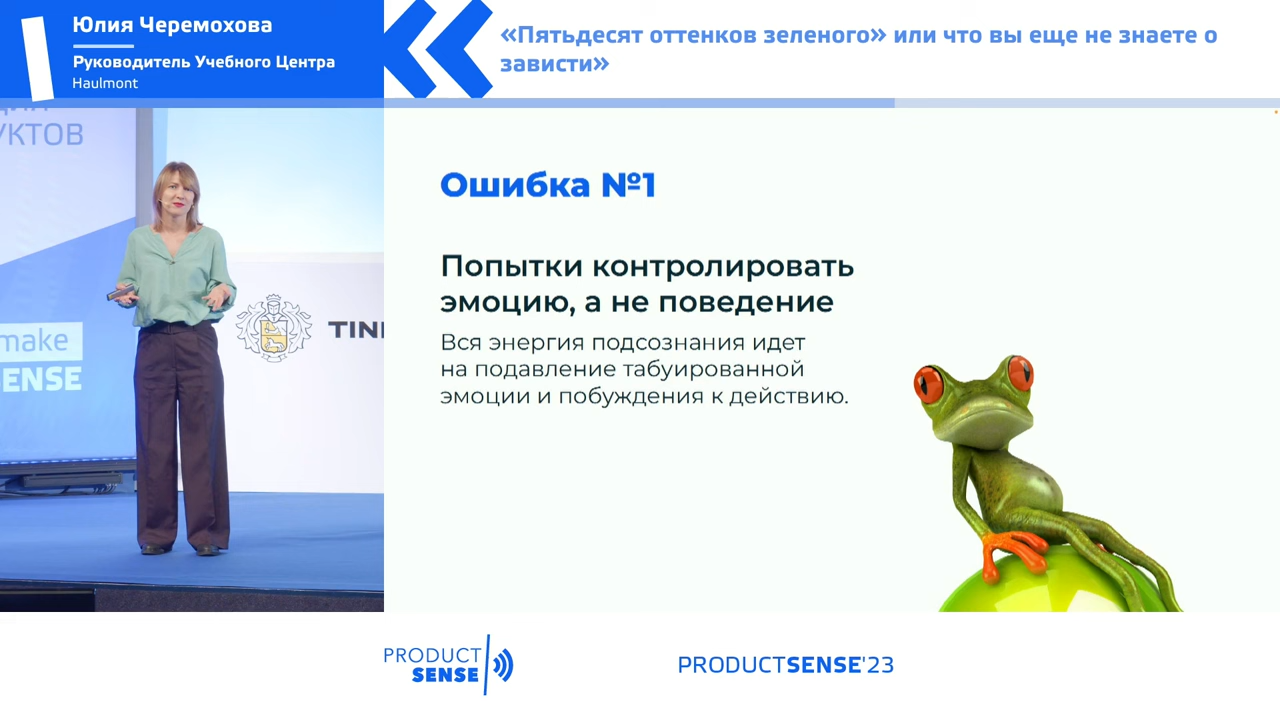 Юлия Черемохова
Руководитель Учебного Центра
Haulmont
«Пятьдесят оттенков зеленого» или что вы еще не знаете о
зависти»
УКТОВ
make
ENSE
TIN
Ошибка №1
Попытки контролировать
эмоцию, а не поведение
Вся энергия подсознания идет
на подавление табуированной
эмоции и побуждения к действию.
PRODUCT
SENSE
PRODUCTSENSE'23